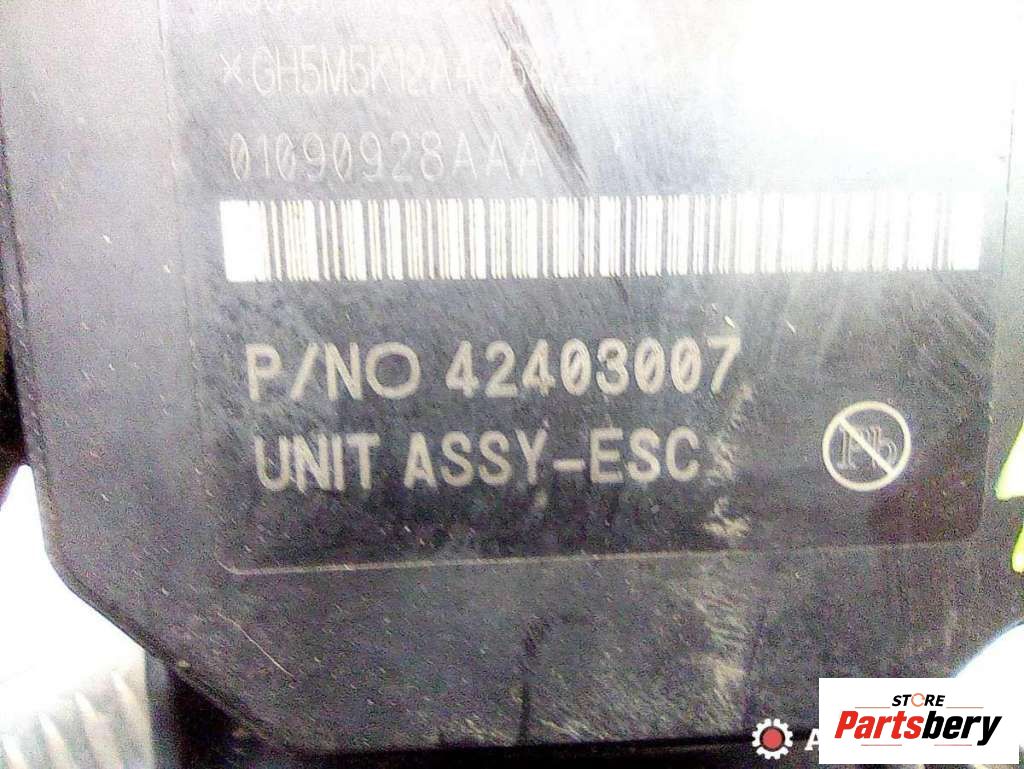 01090928AAA
P/NO 42403007
UNIT ASSY-ESC
Pb
STORE
Partsbery